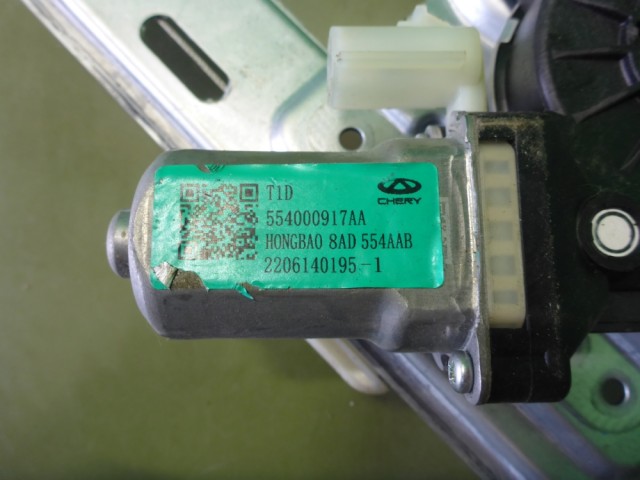 T1D
CHERY
554000917AA
HONGBAO 8AD 554AAB
2206140195-1